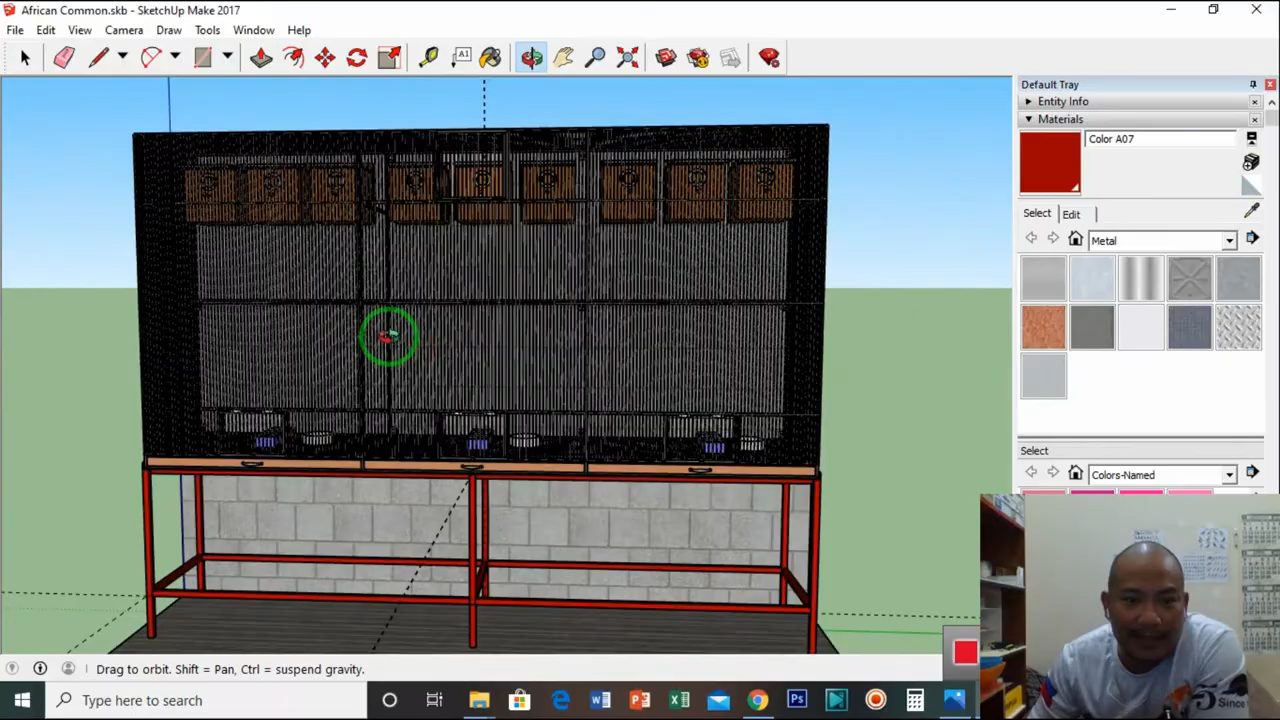 African Common.skb - SketchUp Make 2017
File Edit View Camera Draw Tools Window Help
A1
Default Tray
Entity Info
Materials
Color A07
Select Edit
Metal
Select
Colors-Named
Drag to orbit. Shift = Pan, Ctrl = suspend gravity.
Type here to search
Since